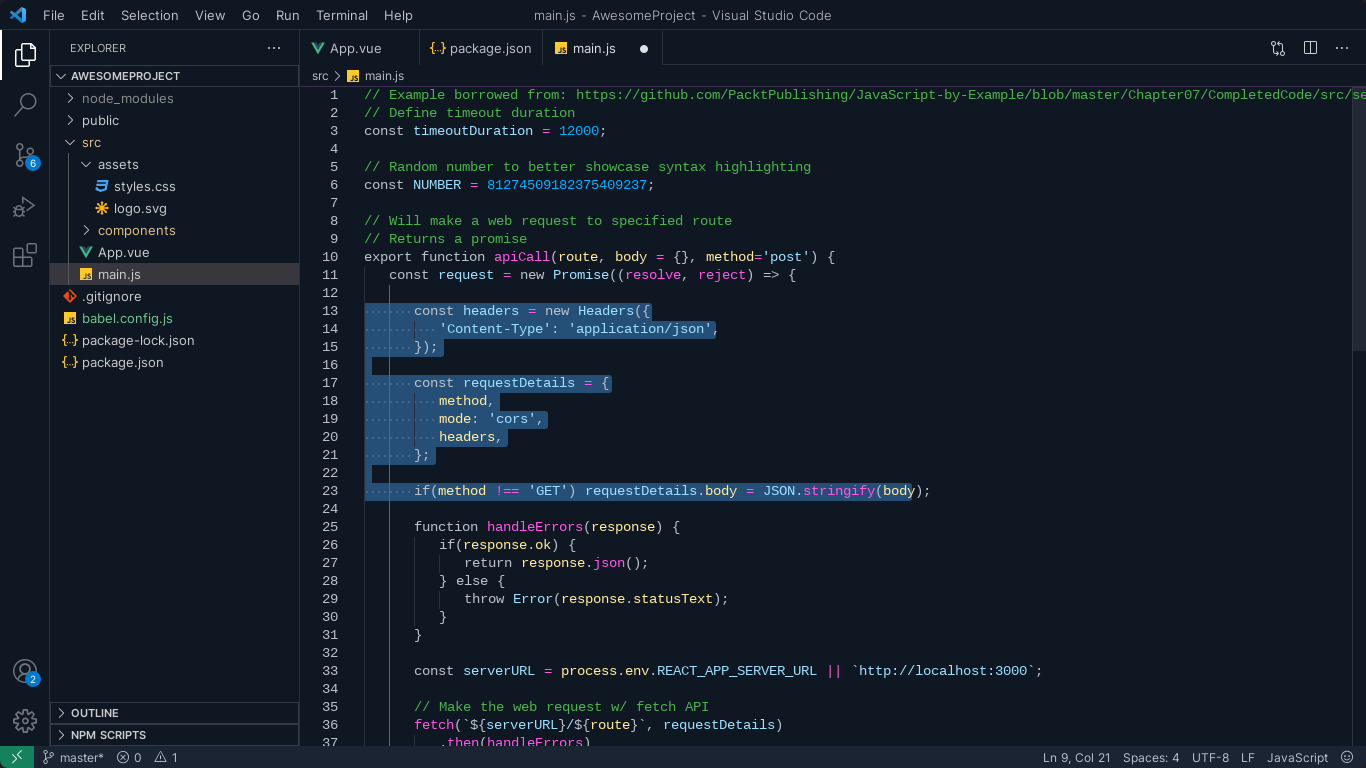 File Edit Selection View Go Run Terminal Help
main.js - AwesomeProject - Visual Studio Code
EXPLORER
AWESOMEPROJECT
node_modules
public
src
assets
styles.css
logo.svg
components
App.vue
main.js
.gitignore
babel.config.js
package-lock.json
package.json
OUTLINE
NPM SCRIPTS
6
2
App.vue
{..} package.json
JS main.js
src > JS main.js
1 // Example borrowed from: https://github.com/PacktPublishing/JavaScript-by-Example/blob/master/Chapter07/CompletedCode/src/se
2 // Define timeout duration
3 const timeoutDuration = 12000;
4
5 // Random number to better showcase syntax highlighting
6 const NUMBER = 81274509182375409237;
7
8 // Will make a web request to specified route
9 // Returns a promise
10 export function apiCall(route, body = {}, method='post') {
11 const request = new Promise((resolve, reject) => {
12
13 const headers = new Headers({
14 'Content-Type': 'application/json',
15 });
16
17 const requestDetails = {
18 method,
19 mode: 'cors',
20 headers,
21 };
22
23 if(method !== 'GET') requestDetails.body = JSON.stringify(body);
24
25 function handleErrors(response) {
26 if(response.ok) {
27 return response.json();
28 } else {
29 throw Error(response.statusText);
30 }
31 }
32
33 const serverURL = process.env.REACT_APP_SERVER_URL || `http://localhost:3000`;
34
35 // Make the web request w/ fetch API
36 fetch(`${serverURL}/${route}`, requestDetails)
37 .then(handleErrors)
master* 0 1
Ln 9, Col 21 Spaces: 4 UTF-8 LF JavaScript